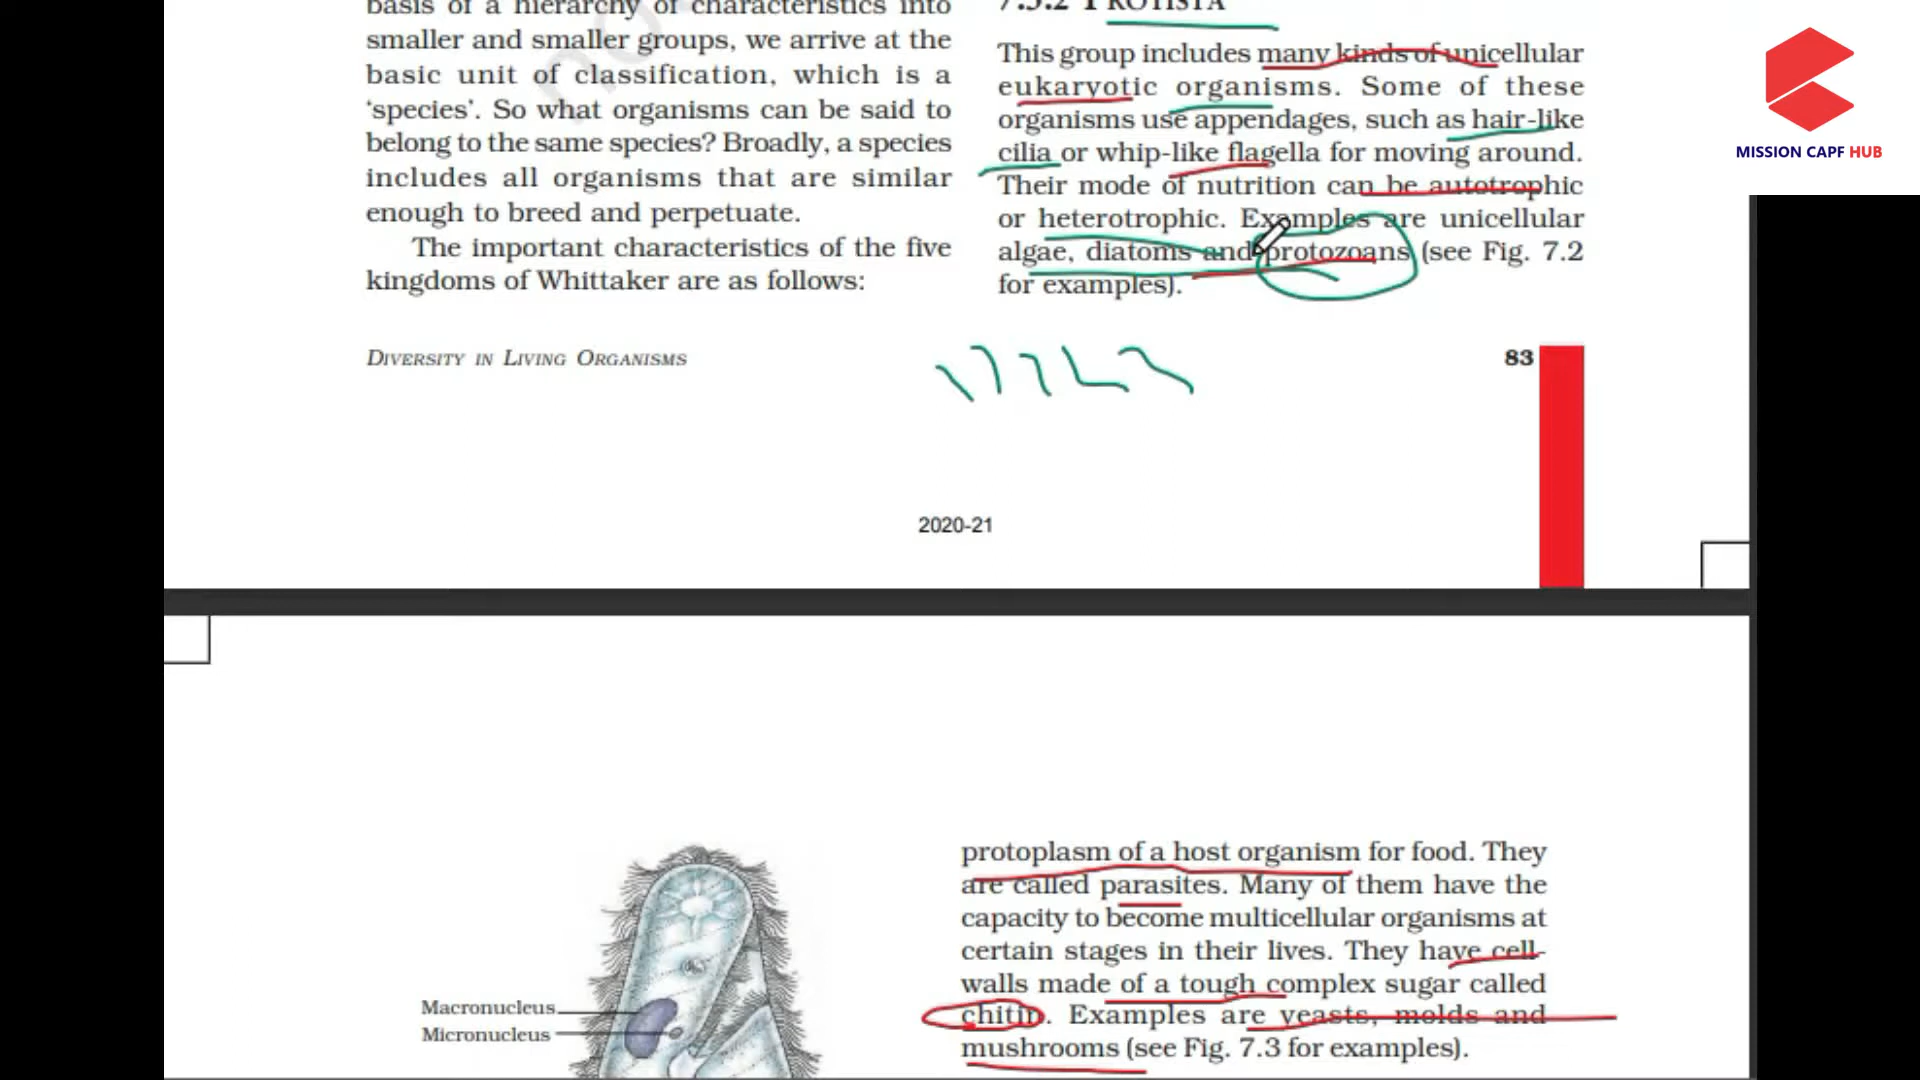 basis of a hierarchy of characteristics into
smaller and smaller groups, we arrive at the
basic unit of classification, which is a
‘species’. So what organisms can be said to
belong to the same species? Broadly, a species
includes all organisms that are similar
enough to breed and perpetuate.
The important characteristics of the five
kingdoms of Whittaker are as follows:
7.3.2 PROTISTA
This group includes many kinds of unicellular
eukaryotic organisms. Some of these
organisms use appendages, such as hair-like
cilia or whip-like flagella for moving around.
Their mode of nutrition can be autotrophic
or heterotrophic. Examples are unicellular
algae, diatoms and protozoans (see Fig. 7.2
for examples).
MISSION CAPF HUB
DIVERSITY IN LIVING ORGANISMS
83
2020-21
Macronucleus
Micronucleus
protoplasm of a host organism for food. They
are called parasites. Many of them have the
capacity to become multicellular organisms at
certain stages in their lives. They have cell-
walls made of a tough complex sugar called
chitin. Examples are yeasts, molds and
mushrooms (see Fig. 7.3 for examples).